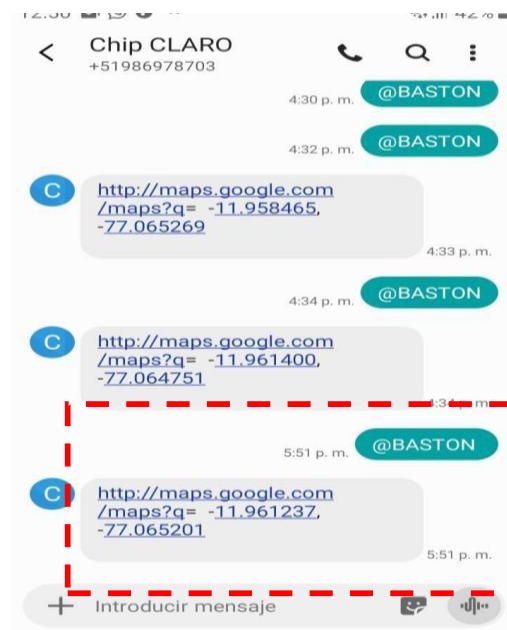 Chip CLARO
+51986978703
@BASTON
4:30 p. m.
@BASTON
4:32 p. m.
C
http://maps.google.com
/maps?q= -11.958465,
-77.065269
4:33 p. m.
@BASTON
4:34 p. m.
C
http://maps.google.com
/maps?q= -11.961400,
-77.064751
@BASTON
5:51 p. m.
C
http://maps.google.com
/maps?q= -11.961237,
-77.065201
5:51 p. m.
Introducir mensaje